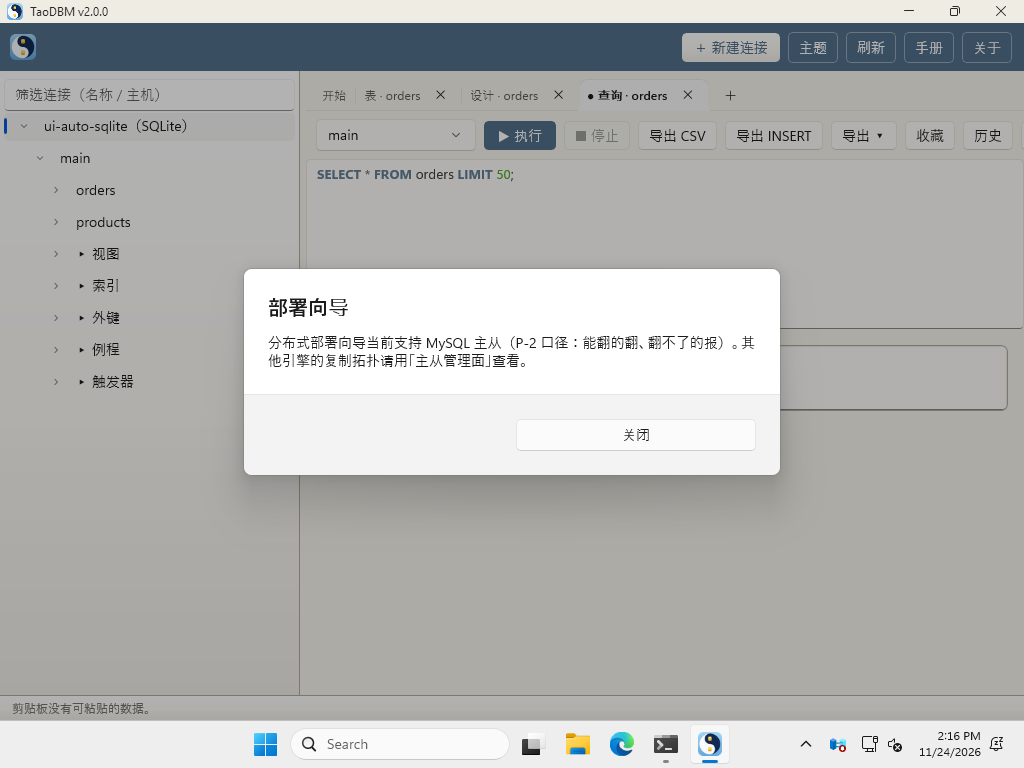 TaoDBM v2.0.0
+ 新建连接 主题 刷新 手册 关于
筛选连接（名称 / 主机）
开始 表 · orders 设计 · orders ● 查询 · orders
ui-auto-sqlite（SQLite）
main
orders
products
视图
索引
外键
例程
触发器
main 执行 停止 导出 CSV 导出 INSERT 导出 收藏 历史
SELECT * FROM orders LIMIT 50;
部署向导
分布式部署向导当前支持 MySQL 主从（P-2 口径：能翻的翻、翻不了的报）。其
他引擎的复制拓扑请用「主从管理面」查看。
关闭
剪贴板没有可粘贴的数据。
Search
2:16 PM
11/24/2026